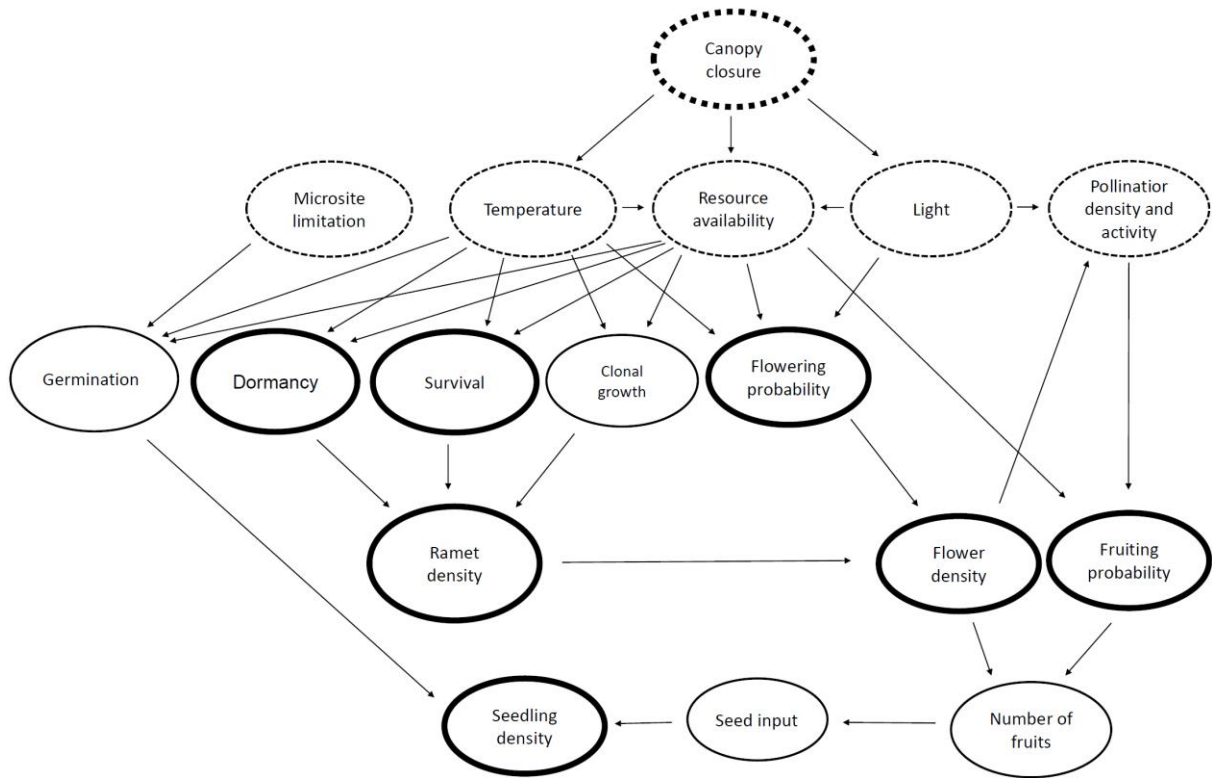 Canopy
closure
Microsite
limitation
Temperature
Resource
availability
Light
Pollinatior
density and
activity
Germination
Dormancy
Survival
Clonal
growth
Flowering
probability
Ramet
density
Flower
density
Fruiting
probability
Seedling
density
Seed input
Number of
fruits